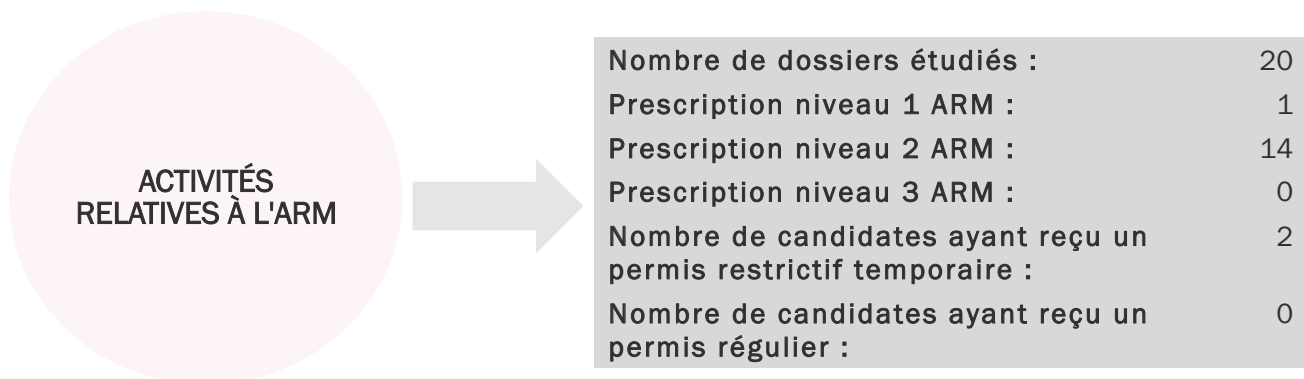 ACTIVITÉS
RELATIVES À L'ARM
Nombre de dossiers étudiés : 20
Prescription niveau 1 ARM : 1
Prescription niveau 2 ARM : 14
Prescription niveau 3 ARM : 0
Nombre de candidates ayant reçu un 2
permis restrictif temporaire :
Nombre de candidates ayant reçu un 0
permis régulier :